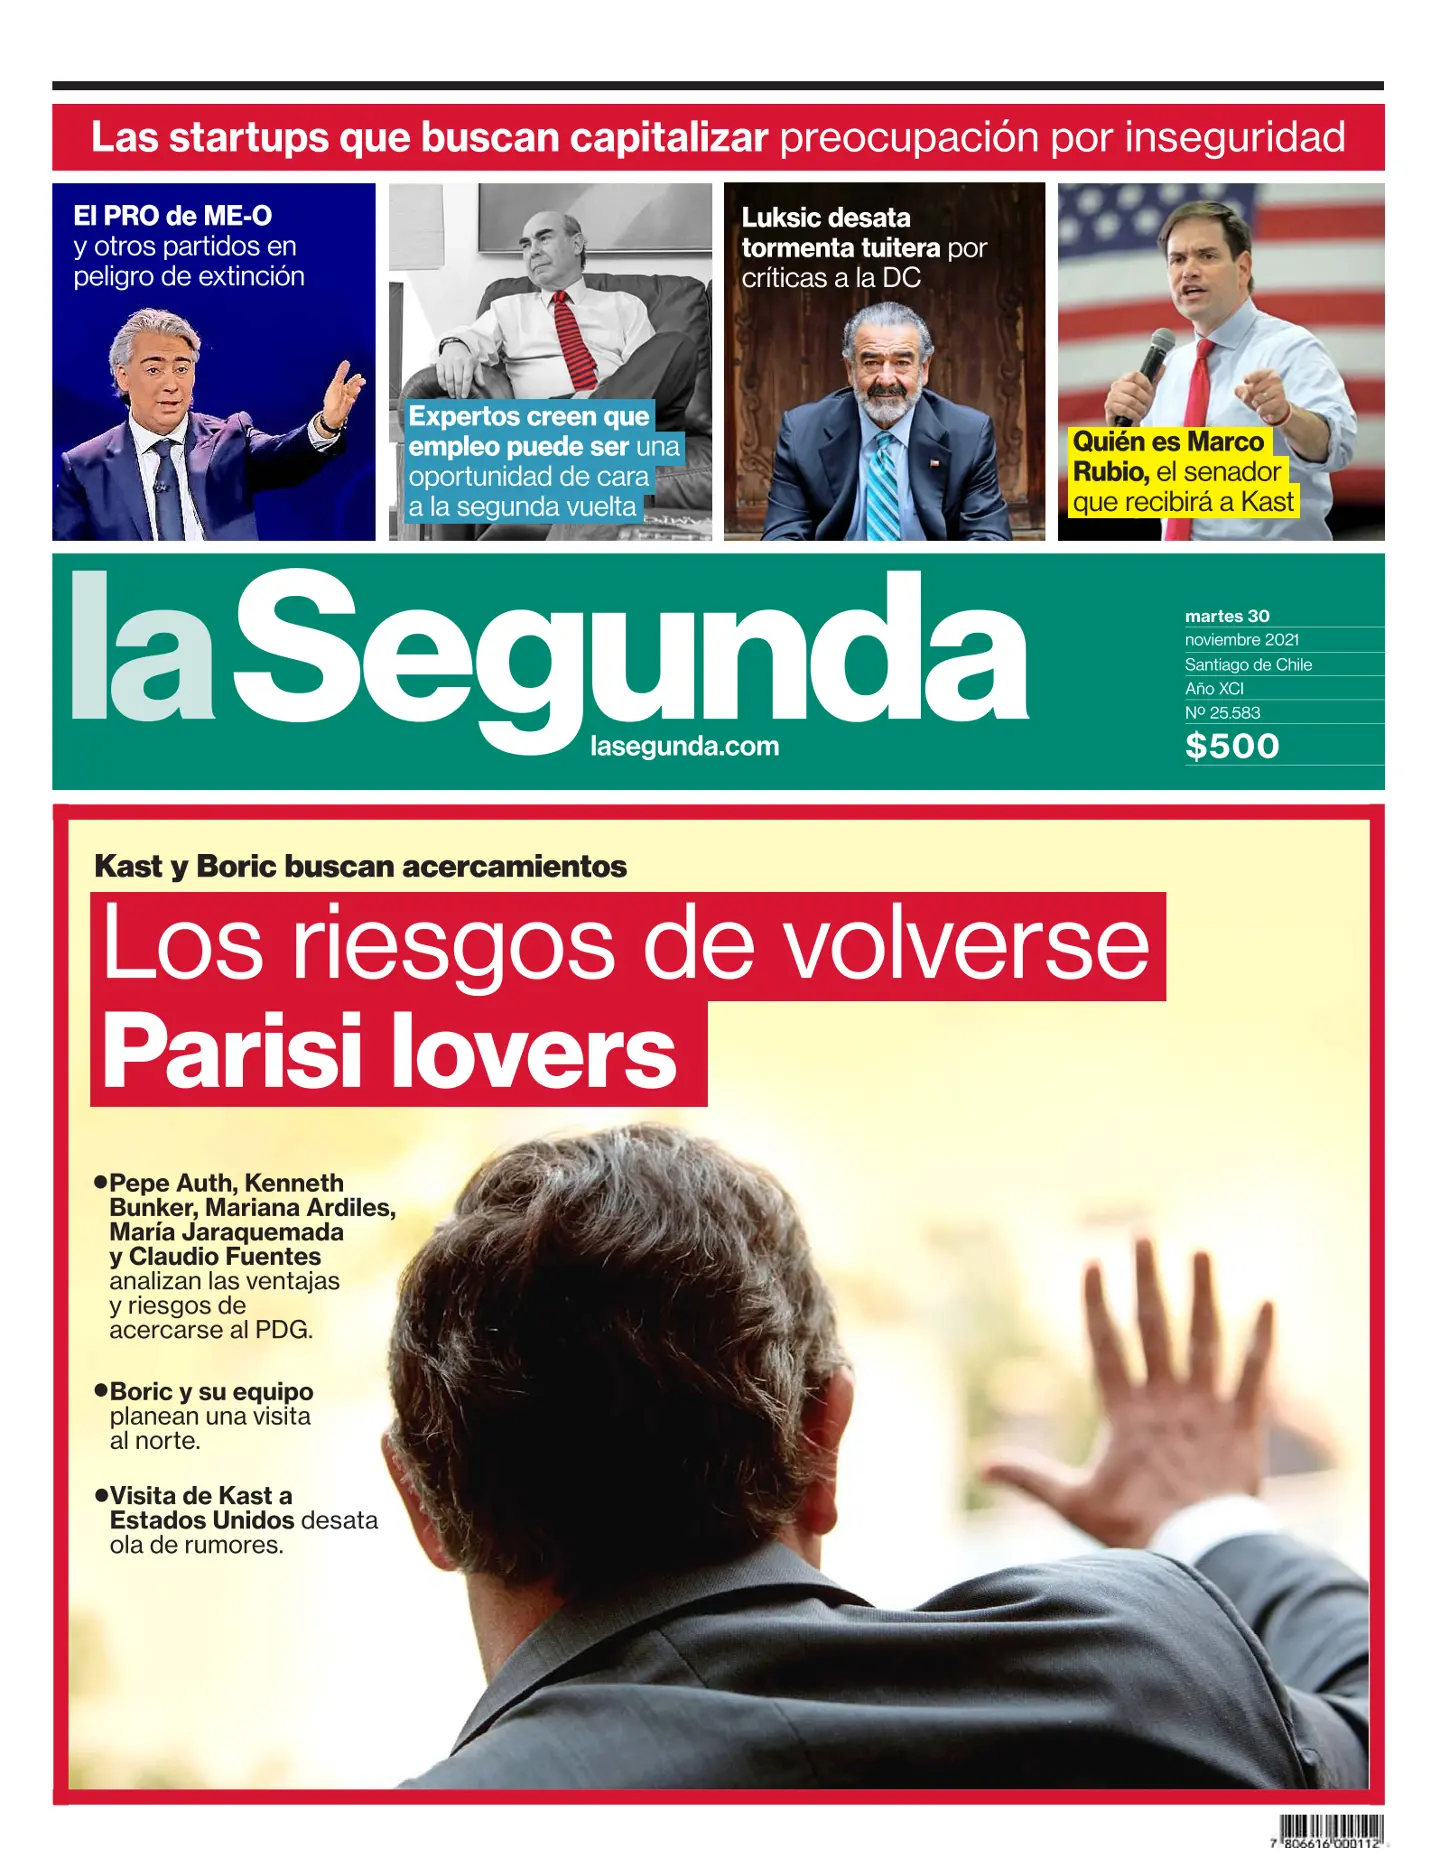 Las startups que buscan capitalizar preocupación por inseguridad
El PRO de ME-O
y otros partidos en
peligro de extinción
Expertos creen que
empleo puede ser una
oportunidad de cara
a la segunda vuelta
Luksic desata
tormenta tuitera por
críticas a la DC
Quién es Marco
Rubio, el senador
que recibirá a Kast
la Segunda
lasegunda.com
martes 30
noviembre 2021
Santiago de Chile
Año XCI
Nº 25.583
$500
Kast y Boric buscan acercamientos
Los riesgos de volverse
Parisi lovers
●Pepe Auth, Kenneth
Bunker, Mariana Ardiles,
María Jaraquemada
y Claudio Fuentes
analizan las ventajas
y riesgos de
acercarse al PDG.
●Boric y su equipo
planean una visita
al norte.
●Visita de Kast a
Estados Unidos desata
ola de rumores.
7 806616 000112